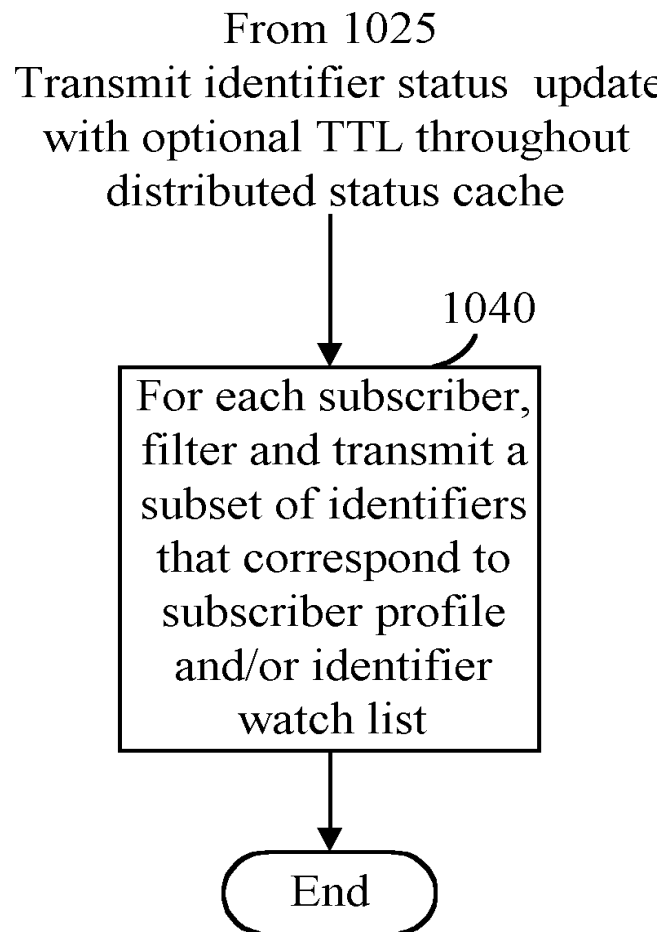 From 1025
Transmit identifier status update
with optional TTL throughout
distributed status cache
1040
For each subscriber,
filter and transmit a
subset of identifiers
that correspond to
subscriber profile
and/or identifier
watch list
End